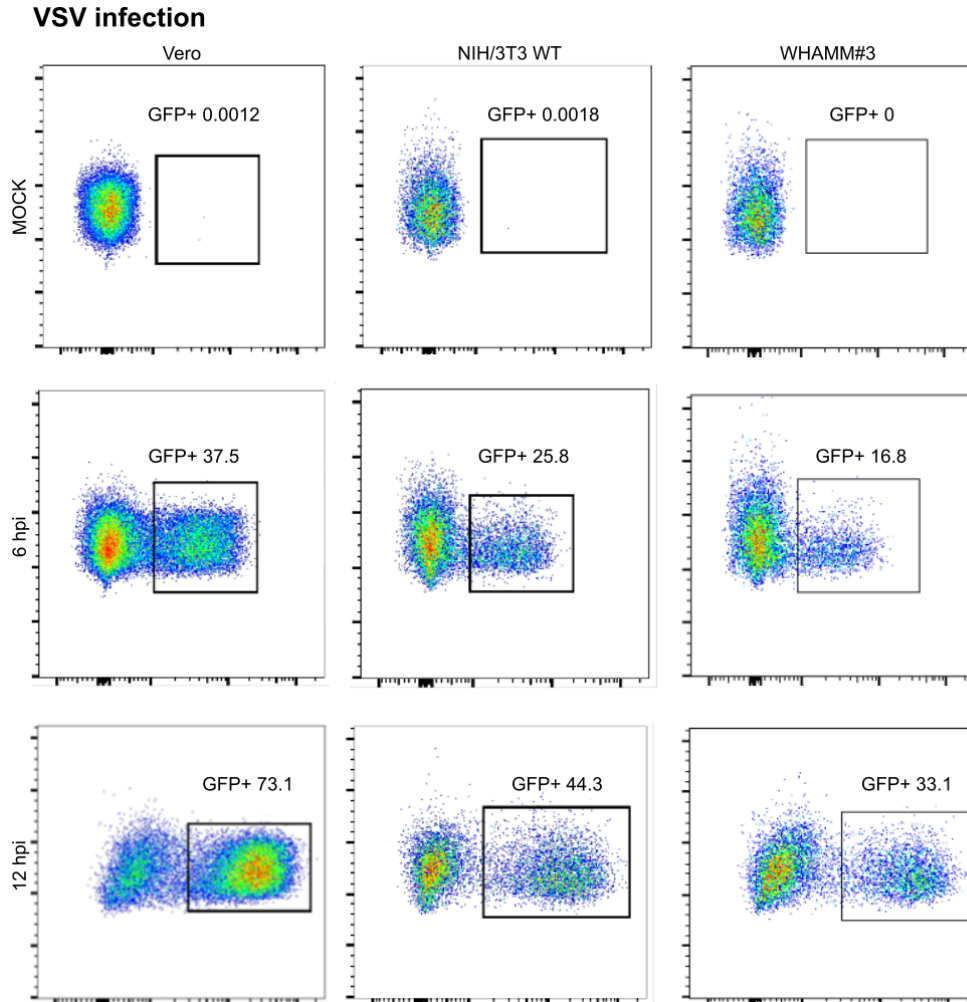 VSV infection
Vero
NIH/3T3 WT
WHAMM#3
MOCK
GFP+ 0.0012
GFP+ 0.0018
GFP+ 0
6 hpi
GFP+ 37.5
GFP+ 25.8
GFP+ 16.8
12 hpi
GFP+ 73.1
GFP+ 44.3
GFP+ 33.1